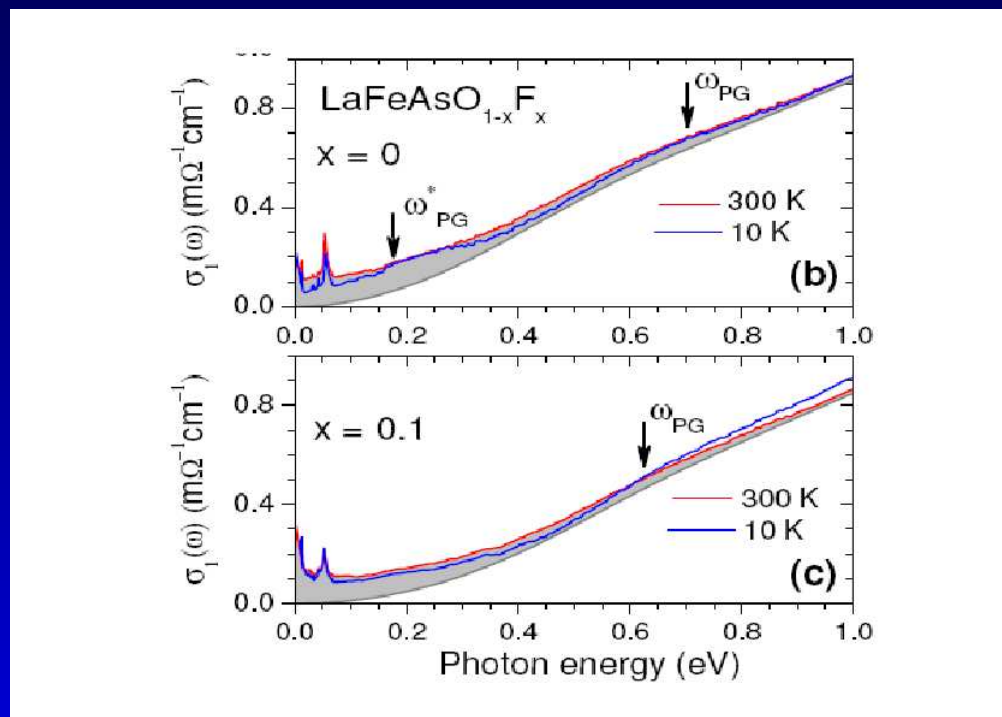 0.8
LaFeAsO1-xFx
x = 0
ωPG
ω*PG
0.4
300 K
10 K
(b)
0.0
σ1(ω) (mΩ⁻¹cm⁻¹)
0.0 0.2 0.4 0.6 0.8 1.0
0.8
x = 0.1
ωPG
0.4
300 K
10 K
(c)
0.0
σ1(ω) (mΩ⁻¹cm⁻¹)
0.0 0.2 0.4 0.6 0.8 1.0
Photon energy (eV)